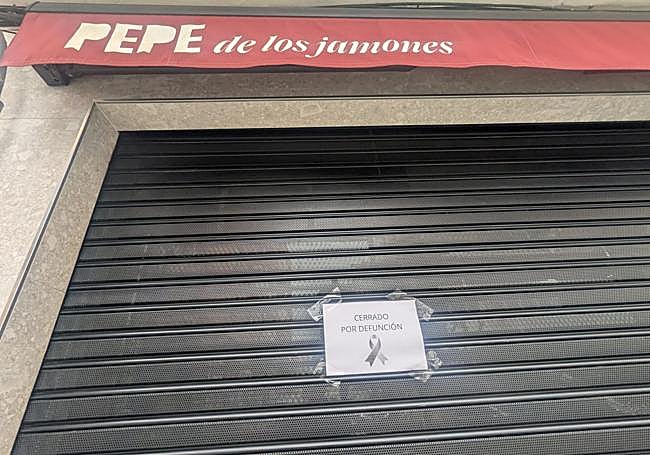 PEPE de los jamones
CERRADO
POR DEFUNCIÓN